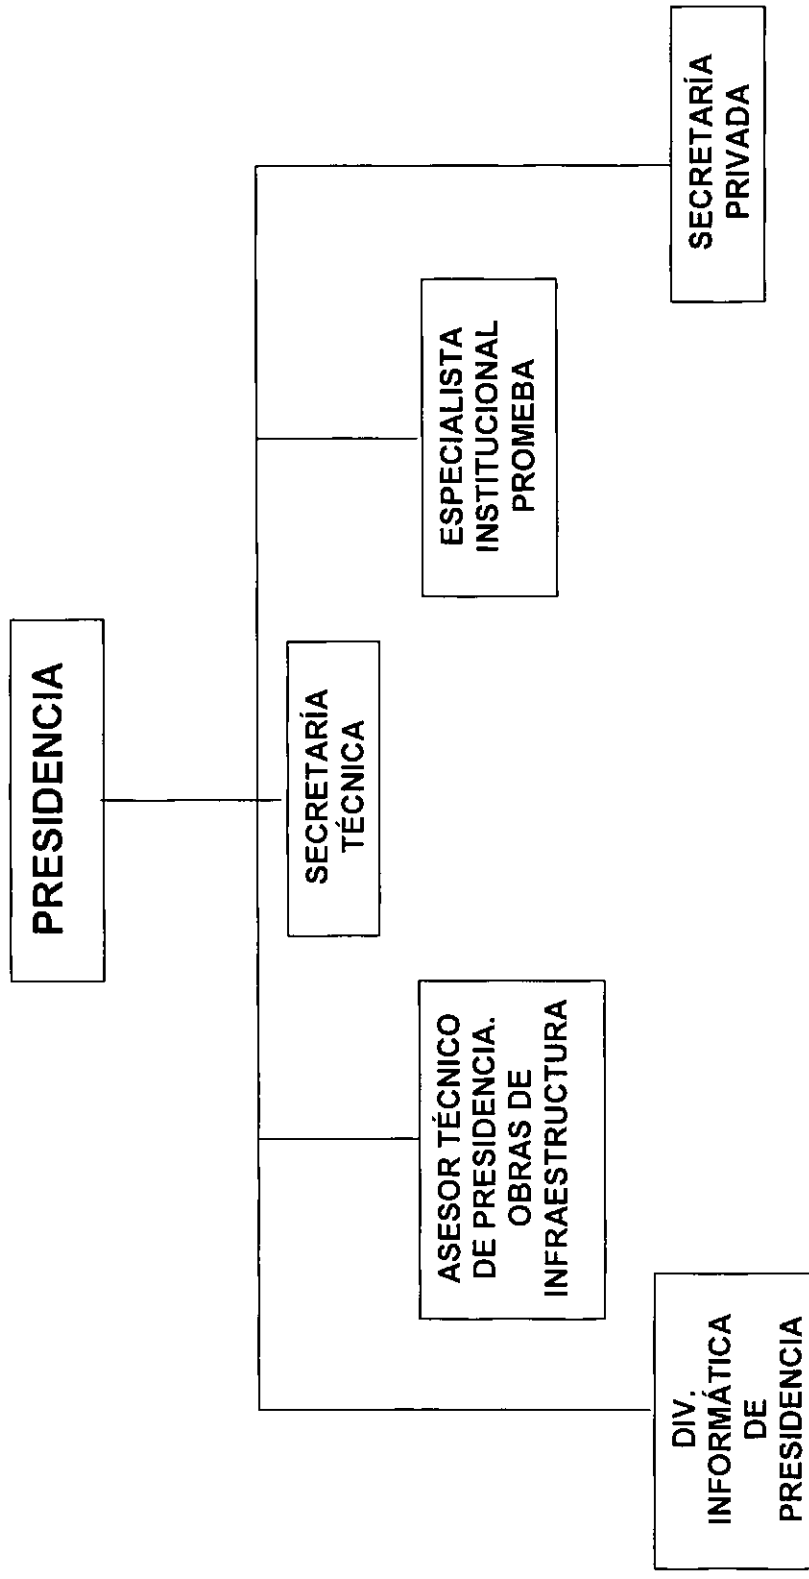 PRESIDENCIA
SECRETARÍA
TÉCNICA
ASESOR TÉCNICO
DE PRESIDENCIA.
OBRAS DE
INFRAESTRUCTURA
ESPECIALISTA
INSTITUCIONAL
PROMEBA
DIV.
INFORMÁTICA
DE
PRESIDENCIA
SECRETARÍA
PRIVADA